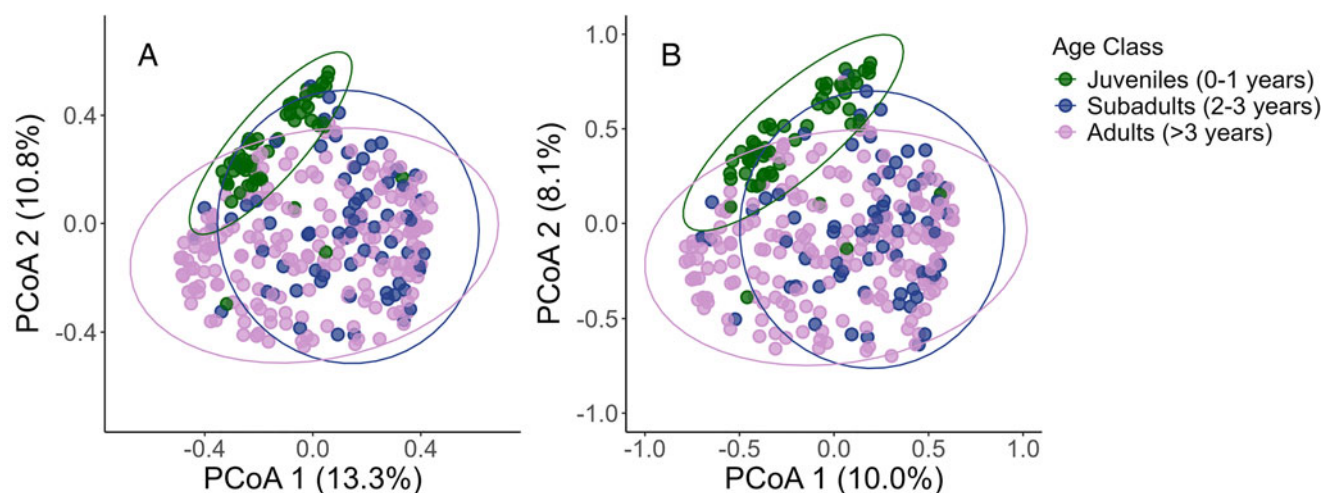 A
PCoA 2 (10.8%)
0.4
0.0
-0.4
-0.4
0.0
0.4
PCoA 1 (13.3%)
B
PCoA 2 (8.1%)
1.0
0.5
0.0
-0.5
-1.0
-1.0
-0.5
0.0
0.5
1.0
PCoA 1 (10.0%)
Age Class
Juveniles (0-1 years)
Subadults (2-3 years)
Adults (>3 years)